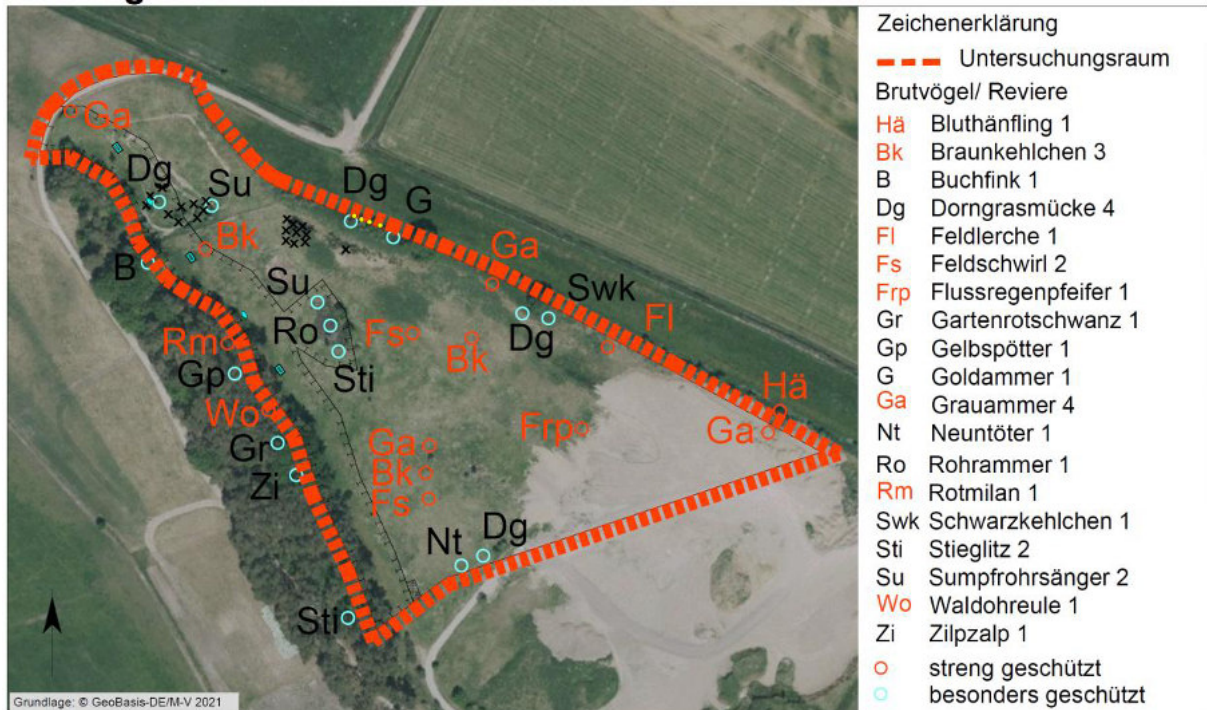 Ga
Dg
Su
Dg
G
Bk
Ga
B
Su
Swk
Ro
Fs
Fl
Rm
Bk
Dg
Gp
Sti
Wo
Hä
Frp
Ga
Gr
Ga
Bk
Zi
Fs
Nt
Dg
Sti
Grundlage: © GeoBasis-DE/M-V 2021
Zeichenerklärung
Untersuchungsraum
Brutvögel/ Reviere
Hä Bluthänfling 1
Bk Braunkehlchen 3
B Buchfink 1
Dg Dorngrasmücke 4
Fl Feldlerche 1
Fs Feldschwirl 2
Frp Flussregenpfeifer 1
Gr Gartenrotschwanz 1
Gp Gelbspötter 1
G Goldammer 1
Ga Grauammer 4
Nt Neuntöter 1
Ro Rohrammer 1
Rm Rotmilan 1
Swk Schwarzkehlchen 1
Sti Stieglitz 2
Su Sumpfrohrsänger 2
Wo Waldohreule 1
Zi Zilpzalp 1
streng geschützt
besonders geschützt